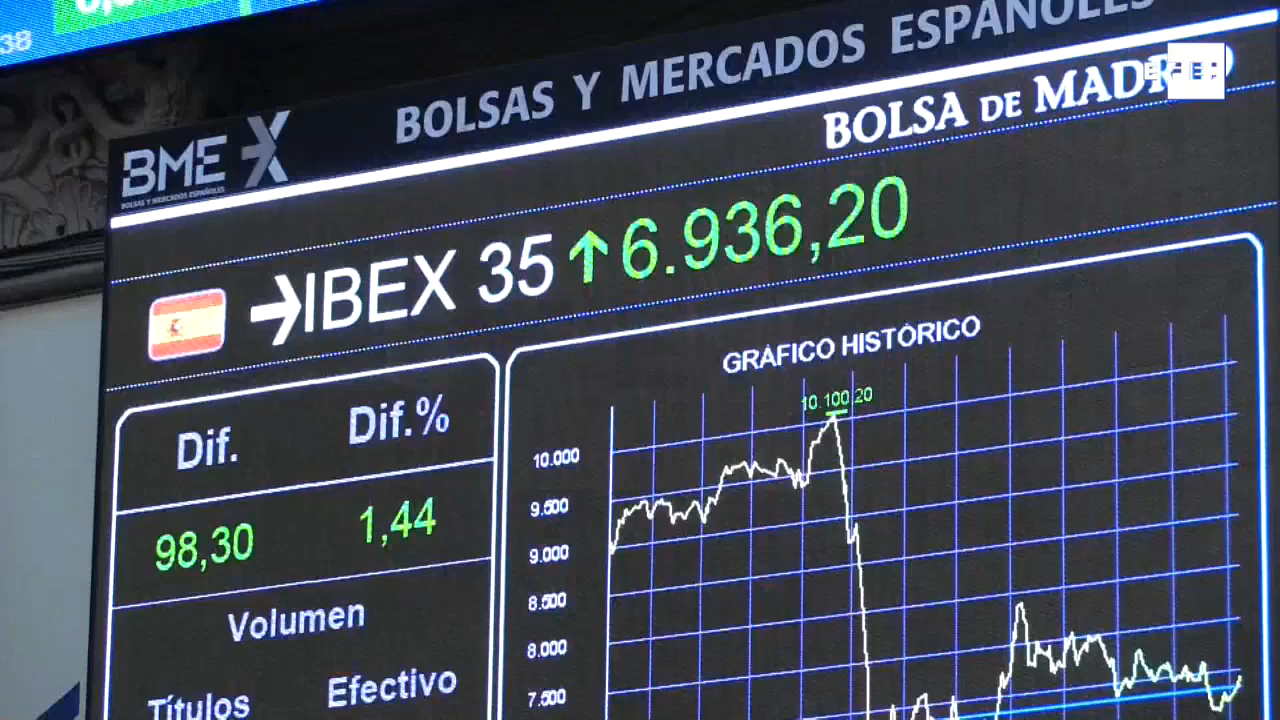 38
BOLSAS Y MERCADOS ESPAÑOLES
BME X
BOLSAS Y MERCADOS ESPAÑOLES
BOLSA DE MADRID
EFE
IBEX 35 ↑ 6.936,20
GRÁFICO HISTÓRICO
Dif. Dif.%
98,30 1,44
Volumen
Títulos Efectivo
10.100,20
10.000
9.500
9.000
8.500
8.000
7.500